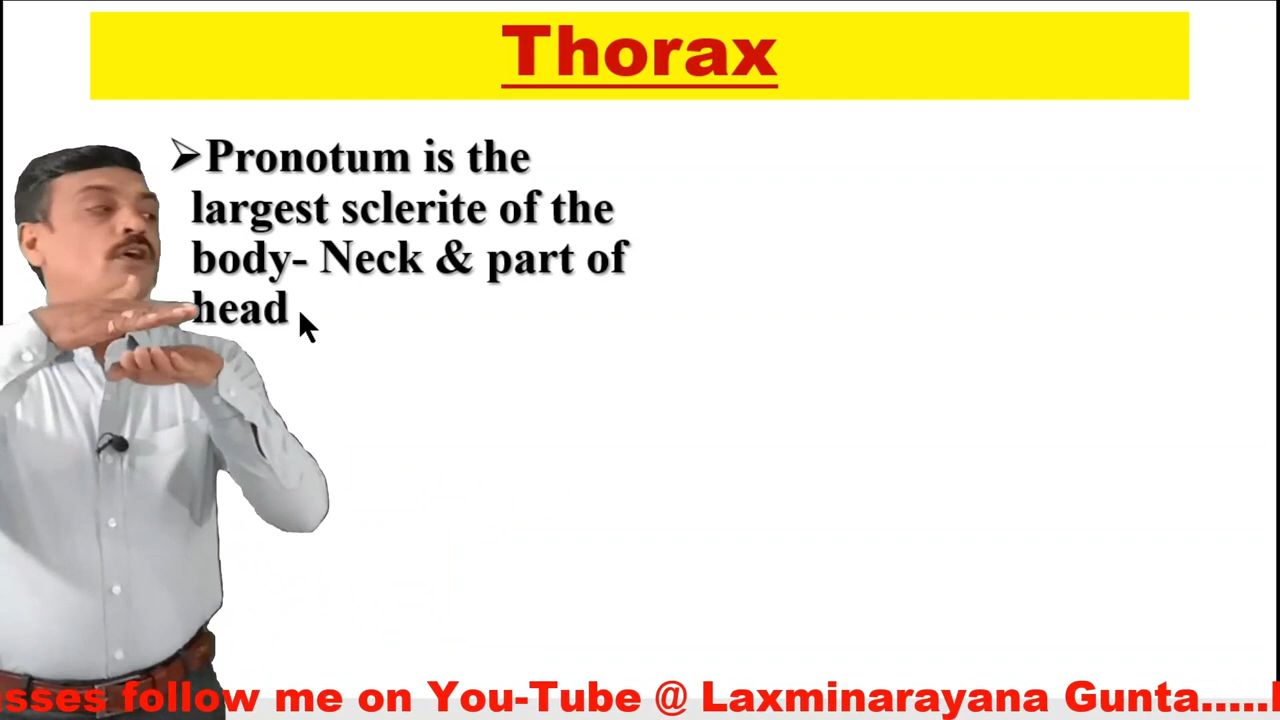 Thorax
➢Pronotum is the
largest sclerite of the
body- Neck & part of
head
sses follow me on You-Tube @ Laxminarayana Gunta.....